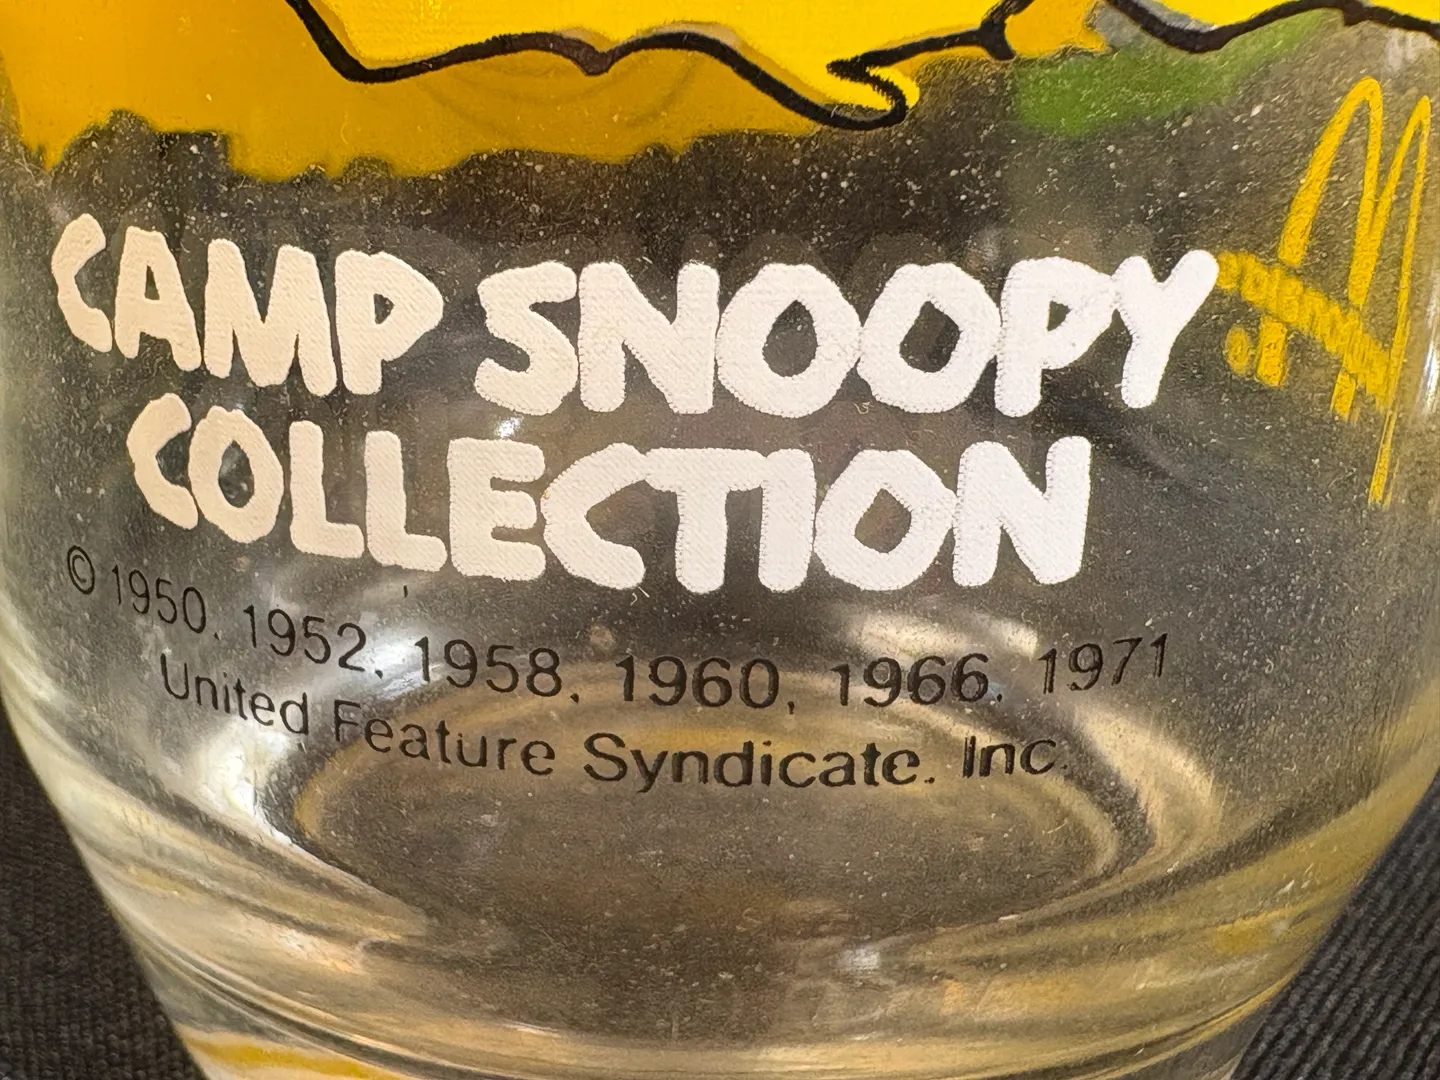 CAMP SNOOPY
COLLECTION
© 1950, 1952, 1958, 1960, 1966, 1971
United Feature Syndicate, Inc.